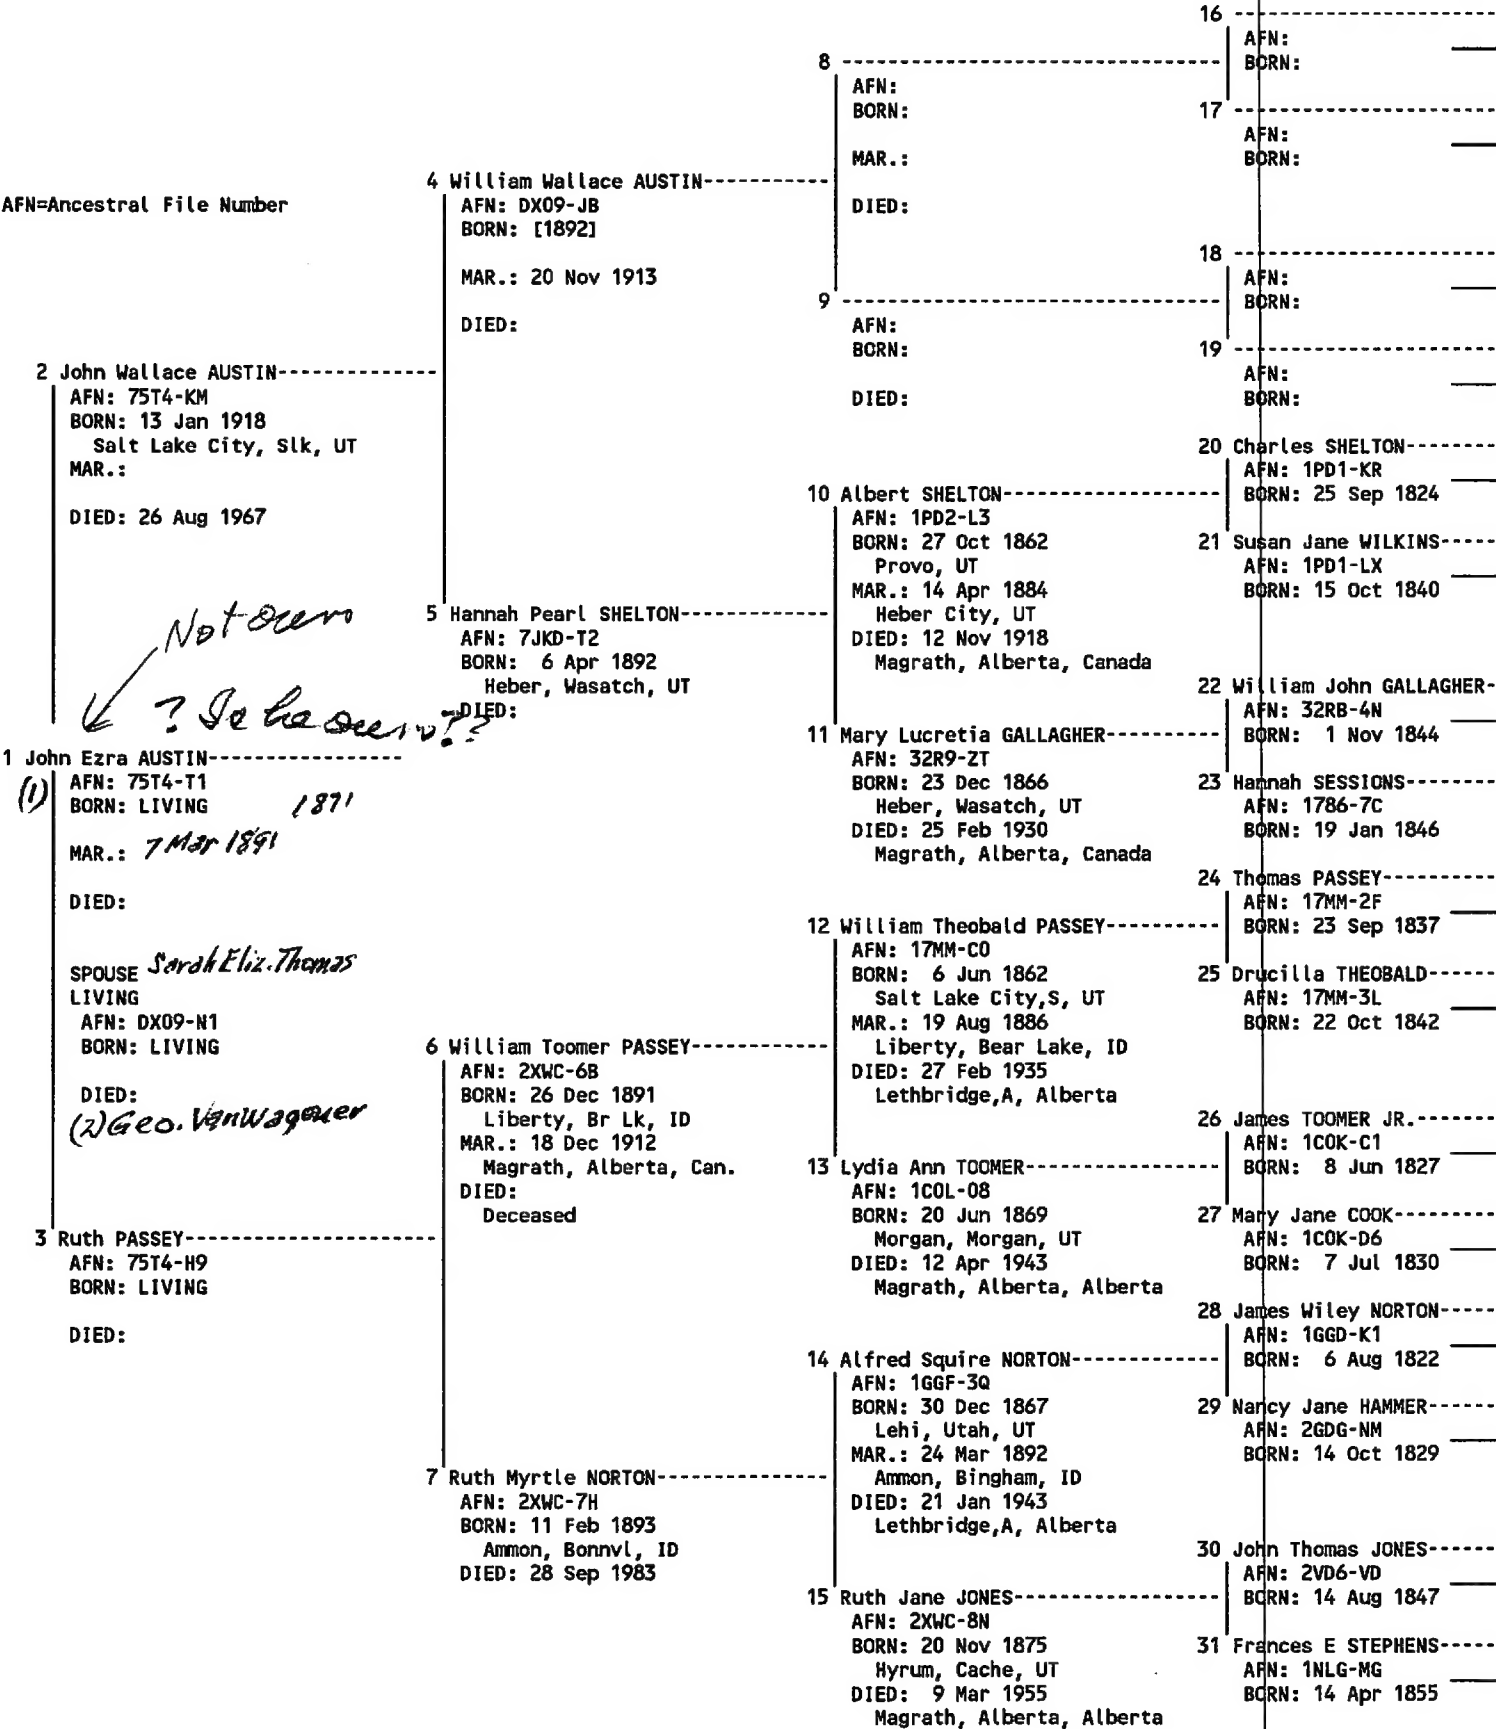 AFN=Ancestral File Number
1 John Ezra AUSTIN----------------
AFN: 75T4-T1
(1)
BORN: LIVING 1871
MAR.: 7 Mar 1891
DIED:
SPOUSE Sarah Eliz. Thomas
LIVING
AFN: DX09-N1
BORN: LIVING
DIED:
(2) Geo. VanWagoner
Not ours
? Is he ours??
2 John Wallace AUSTIN-------------
AFN: 75T4-KM
BORN: 13 Jan 1918
Salt Lake City, Slk, UT
MAR.:
DIED: 26 Aug 1967
3 Ruth PASSEY---------------------
AFN: 75T4-H9
BORN: LIVING
DIED:
4 William Wallace AUSTIN-----------
AFN: DX09-JB
BORN: [1892]
MAR.: 20 Nov 1913
DIED:
5 Hannah Pearl SHELTON-------------
AFN: 7JKD-T2
BORN: 6 Apr 1892
Heber, Wasatch, UT
DIED:
6 William Toomer PASSEY------------
AFN: 2XWC-6B
BORN: 26 Dec 1891
Liberty, Br Lk, ID
MAR.: 18 Dec 1912
Magrath, Alberta, Can.
DIED:
Deceased
7 Ruth Myrtle NORTON---------------
AFN: 2XWC-7H
BORN: 11 Feb 1893
Ammon, Bonnvl, ID
DIED: 28 Sep 1983
8 --------------------------------
AFN:
BORN:
MAR.:
DIED:
9 --------------------------------
AFN:
BORN:
DIED:
10 Albert SHELTON------------------
AFN: 1PD2-L3
BORN: 27 Oct 1862
Provo, UT
MAR.: 14 Apr 1884
Heber City, UT
DIED: 12 Nov 1918
Magrath, Alberta, Canada
11 Mary Lucretia GALLAGHER---------
AFN: 32R9-ZT
BORN: 23 Dec 1866
Heber, Wasatch, UT
DIED: 25 Feb 1930
Magrath, Alberta, Canada
12 William Theobald PASSEY---------
AFN: 17MM-C0
BORN: 6 Jun 1862
Salt Lake City,S, UT
MAR.: 19 Aug 1886
Liberty, Bear Lake, ID
DIED: 27 Feb 1935
Lethbridge,A, Alberta
13 Lydia Ann TOOMER----------------
AFN: 1COL-08
BORN: 20 Jun 1869
Morgan, Morgan, UT
DIED: 12 Apr 1943
Magrath, Alberta, Alberta
14 Alfred Squire NORTON------------
AFN: 1GGF-3Q
BORN: 30 Dec 1867
Lehi, Utah, UT
MAR.: 24 Mar 1892
Ammon, Bingham, ID
DIED: 21 Jan 1943
Lethbridge,A, Alberta
15 Ruth Jane JONES-----------------
AFN: 2XWC-8N
BORN: 20 Nov 1875
Hyrum, Cache, UT
DIED: 9 Mar 1955
Magrath, Alberta, Alberta
16 ----------------------
AFN:
BORN:
17 ----------------------
AFN:
BORN:
18 ----------------------
AFN:
BORN:
19 ----------------------
AFN:
BORN:
20 Charles SHELTON--------
AFN: 1PD1-KR
BORN: 25 Sep 1824
21 Susan Jane WILKINS-----
AFN: 1PD1-LX
BORN: 15 Oct 1840
22 William John GALLAGHER-
AFN: 32RB-4N
BORN: 1 Nov 1844
23 Hannah SESSIONS--------
AFN: 1786-7C
BORN: 19 Jan 1846
24 Thomas PASSEY----------
AFN: 17MM-2F
BORN: 23 Sep 1837
25 Drucilla THEOBALD------
AFN: 17MM-3L
BORN: 22 Oct 1842
26 James TOOMER JR.-------
AFN: 1COK-C1
BORN: 8 Jun 1827
27 Mary Jane COOK---------
AFN: 1COK-D6
BORN: 7 Jul 1830
28 James Wiley NORTON-----
AFN: 1GGD-K1
BORN: 6 Aug 1822
29 Nancy Jane HAMMER------
AFN: 2GDG-NM
BORN: 14 Oct 1829
30 John Thomas JONES------
AFN: 2VD6-VD
BORN: 14 Aug 1847
31 Frances E STEPHENS-----
AFN: 1NLG-MG
BORN: 14 Apr 1855